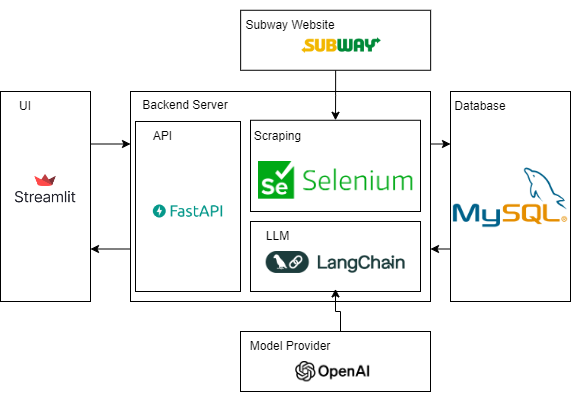 Subway Website
SUBWAY
UI
Backend Server
Database
API
Scraping
Streamlit
FastAPI
Se Selenium
MySQL®
LLM
LangChain
Model Provider
OpenAI